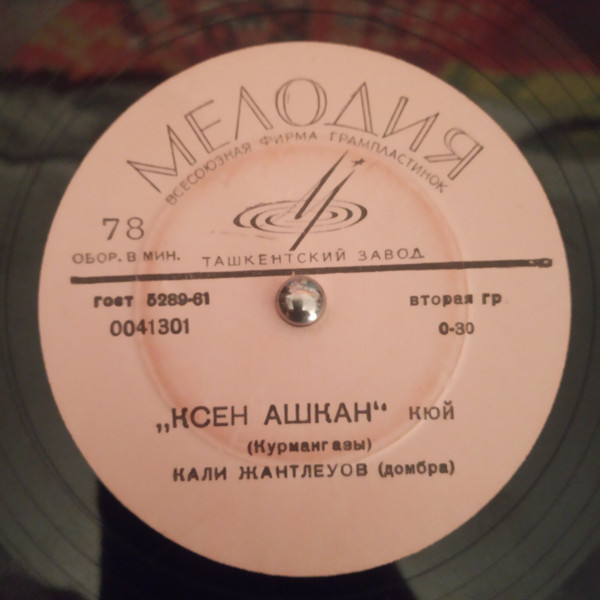 МЕЛОДИЯ
ВСЕСОЮЗНАЯ ФИРМА ГРАМПЛАСТИНОК
78
ОБОР. В МИН.
ТАШКЕНТСКИЙ ЗАВОД
гост 5289-61
вторая гр
0041301
0-30
„КСЕН АШКАН“ КЮЙ
(Курмангазы)
КАЛИ ЖАНТЛЕУОВ (домбра)